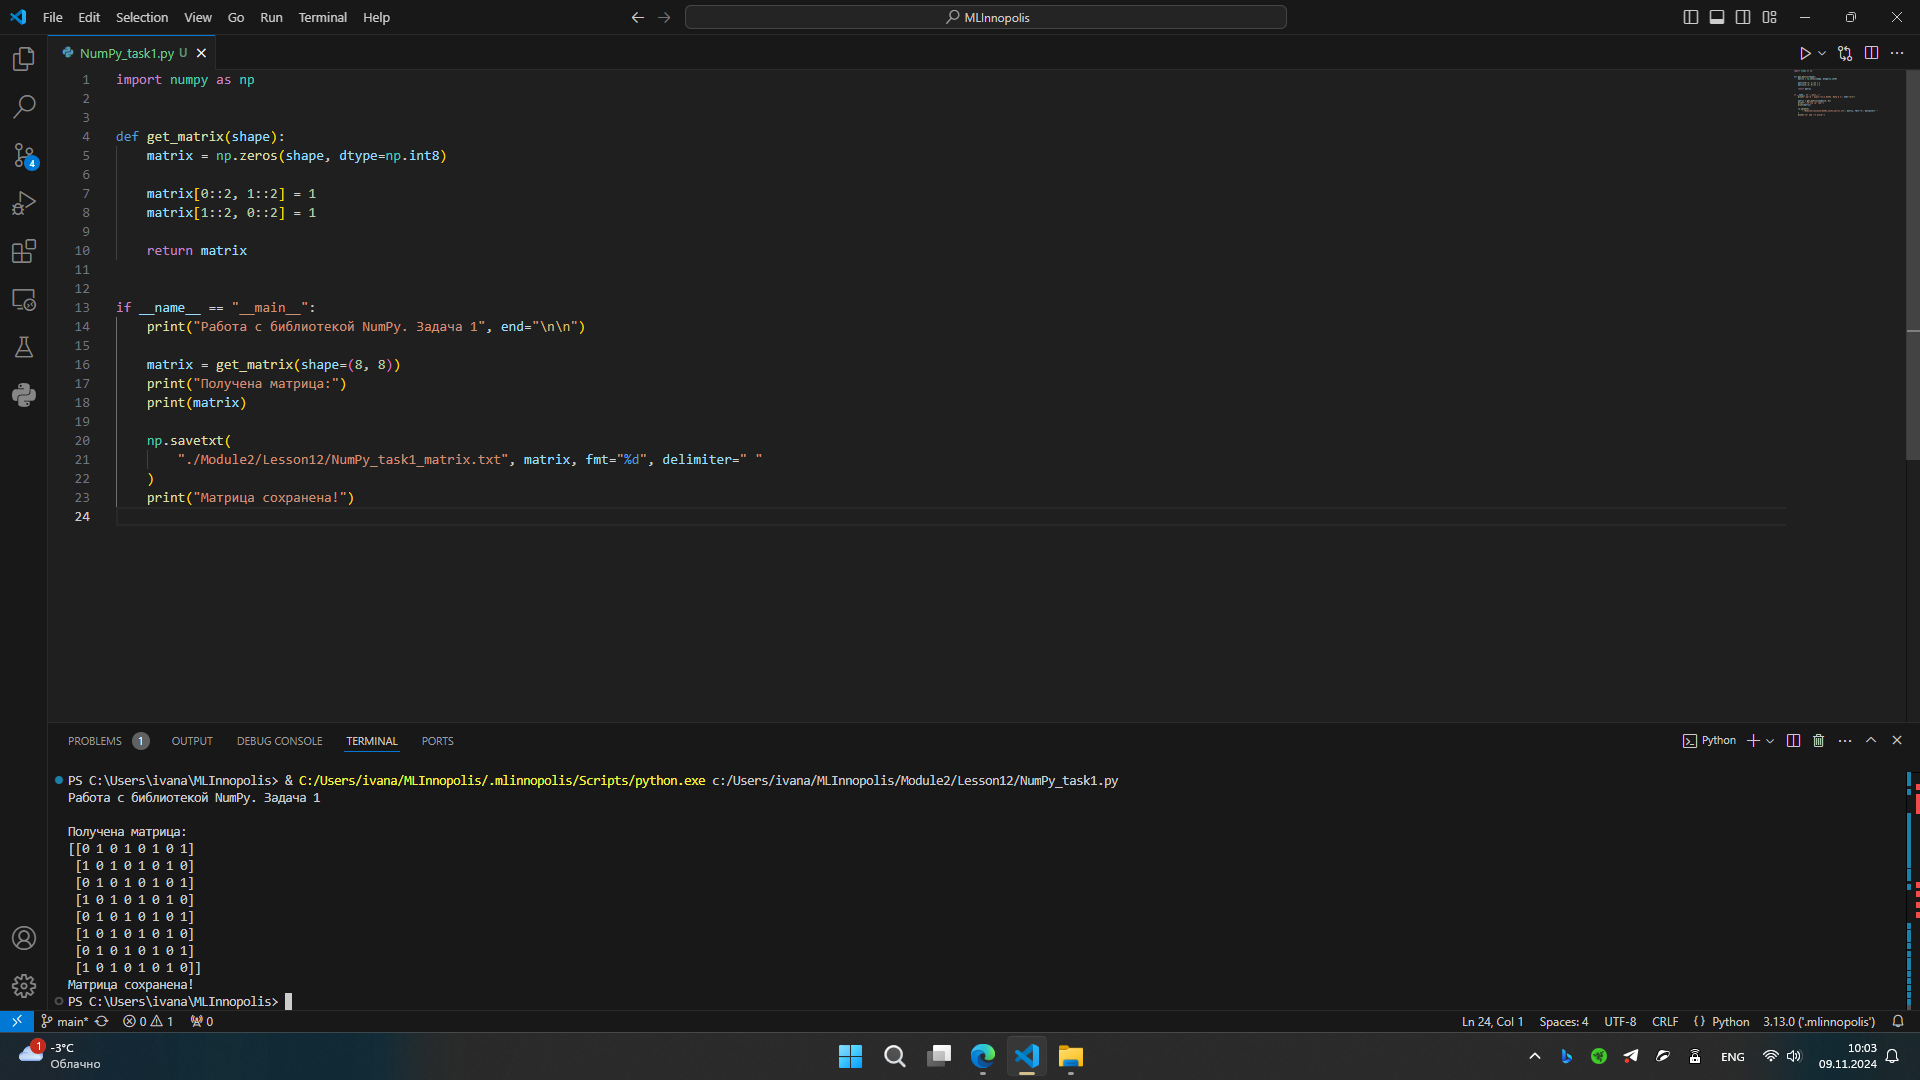 File Edit Selection View Go Run Terminal Help
MLInnopolis
NumPy_task1.py U
1 import numpy as np
2
3
4 def get_matrix(shape):
5 matrix = np.zeros(shape, dtype=np.int8)
6
7 matrix[0::2, 1::2] = 1
8 matrix[1::2, 0::2] = 1
9
10 return matrix
11
12
13 if __name__ == "__main__":
14 print("Работа с библиотекой NumPy. Задача 1", end="\n\n")
15
16 matrix = get_matrix(shape=(8, 8))
17 print("Получена матрица:")
18 print(matrix)
19
20 np.savetxt(
21 "./Module2/Lesson12/NumPy_task1_matrix.txt", matrix, fmt="%d", delimiter=" "
22 )
23 print("Матрица сохранена!")
24
4
PROBLEMS 1 OUTPUT DEBUG CONSOLE TERMINAL PORTS
Python
PS C:\Users\ivana\MLInnopolis> & C:/Users/ivana/MLInnopolis/.mlinnopolis/Scripts/python.exe c:/Users/ivana/MLInnopolis/Module2/Lesson12/NumPy_task1.py
Работа с библиотекой NumPy. Задача 1
Получена матрица:
[[0 1 0 1 0 1 0 1]
[1 0 1 0 1 0 1 0]
[0 1 0 1 0 1 0 1]
[1 0 1 0 1 0 1 0]
[0 1 0 1 0 1 0 1]
[1 0 1 0 1 0 1 0]
[0 1 0 1 0 1 0 1]
[1 0 1 0 1 0 1 0]]
Матрица сохранена!
PS C:\Users\ivana\MLInnopolis>
main* 0 1 0 Ln 24, Col 1 Spaces: 4 UTF-8 CRLF {} Python 3.13.0 ('.mlinnopolis')
1
-3°C
Облачно
ENG
10:03
09.11.2024